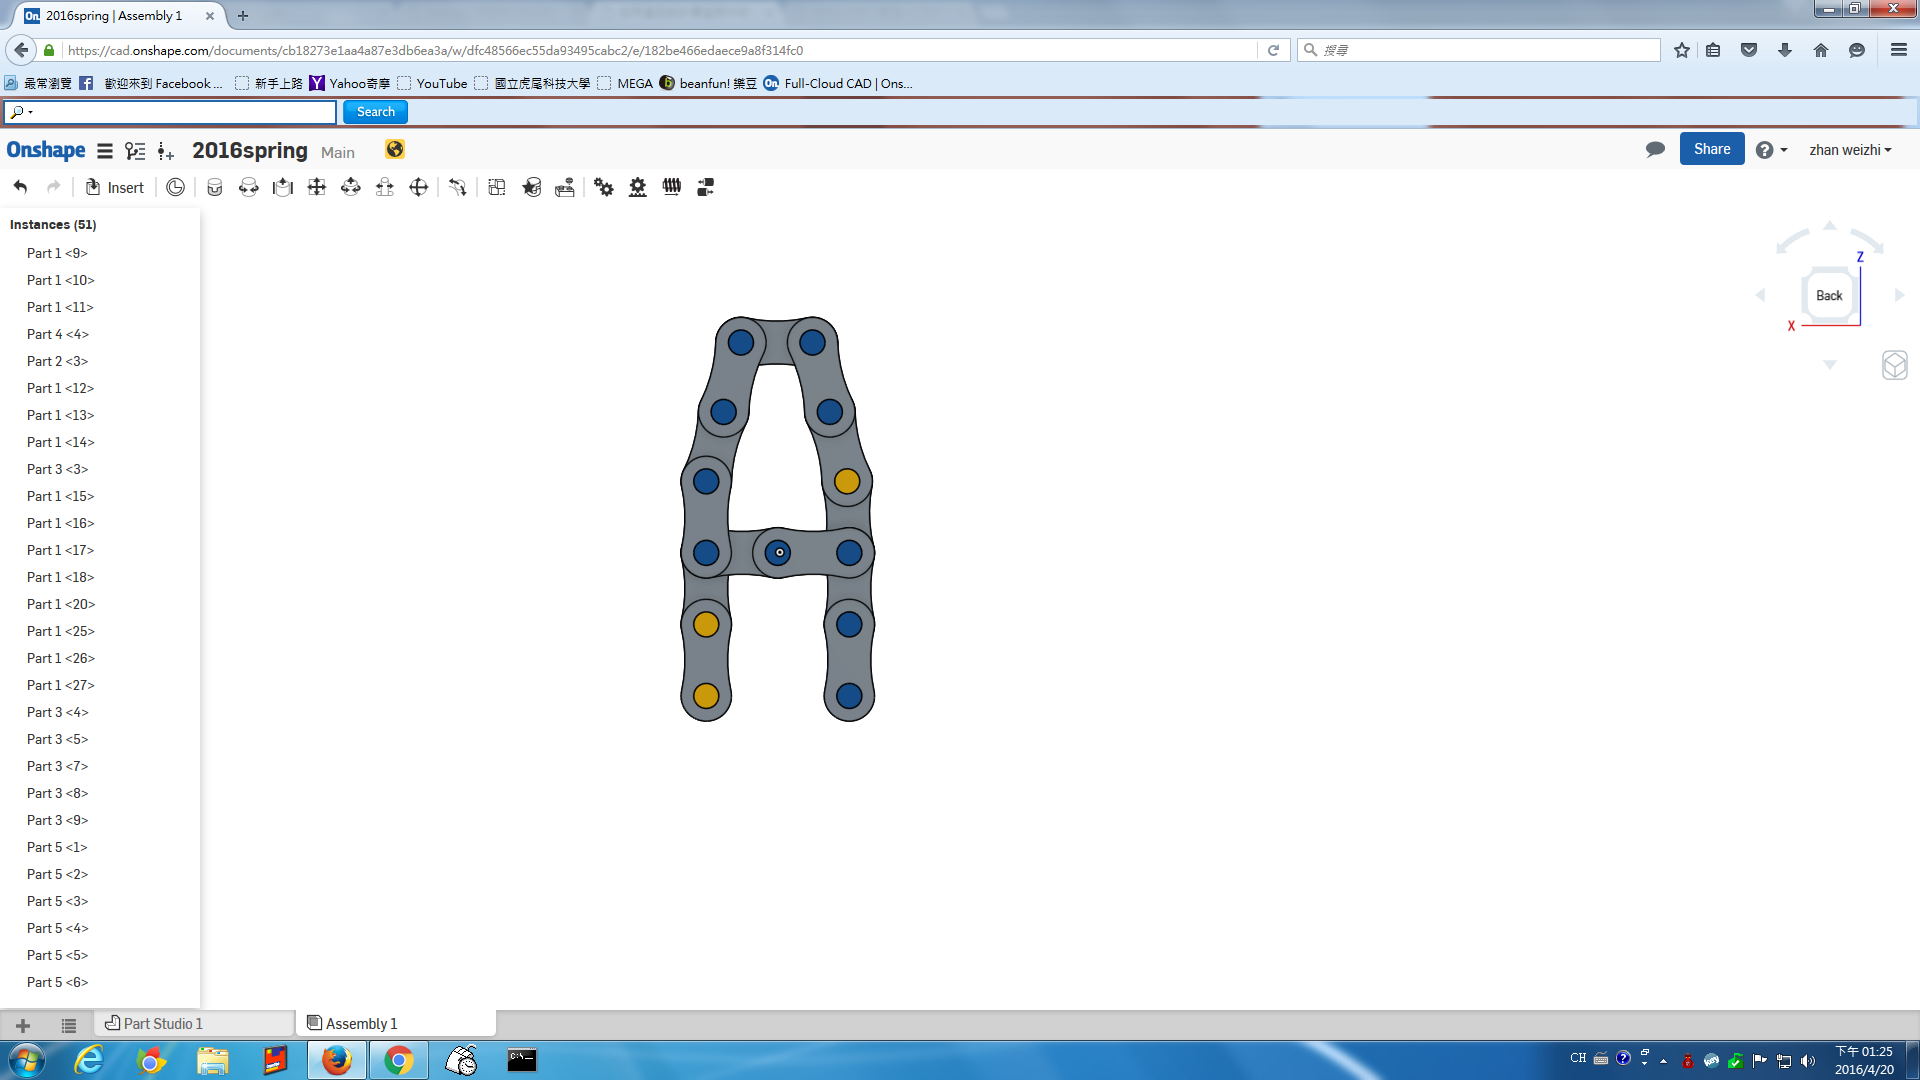 2016spring | Assembly 1
https://cad.onshape.com/documents/cb18273e1aa4a87e3db6ea3a/w/dfc48566ec55da93495cabc2/e/182be466edaece9a8f314fc0
搜尋
最常瀏覽 歡迎來到 Facebook ... 新手上路 Yahoo奇摩 YouTube 國立虎尾科技大學 MEGA beanfun! 樂豆 Full-Cloud CAD | Ons...
Search
Onshape 2016spring Main Share zhan weizhi
Insert
Instances (51)
Part 1 <9>
Part 1 <10>
Part 1 <11>
Part 4 <4>
Part 2 <3>
Part 1 <12>
Part 1 <13>
Part 1 <14>
Part 3 <3>
Part 1 <15>
Part 1 <16>
Part 1 <17>
Part 1 <18>
Part 1 <20>
Part 1 <25>
Part 1 <26>
Part 1 <27>
Part 3 <4>
Part 3 <5>
Part 3 <7>
Part 3 <8>
Part 3 <9>
Part 5 <1>
Part 5 <2>
Part 5 <3>
Part 5 <4>
Part 5 <5>
Part 5 <6>
Z
Back
X
Part Studio 1
Assembly 1
CH
下午 01:25
2016/4/20